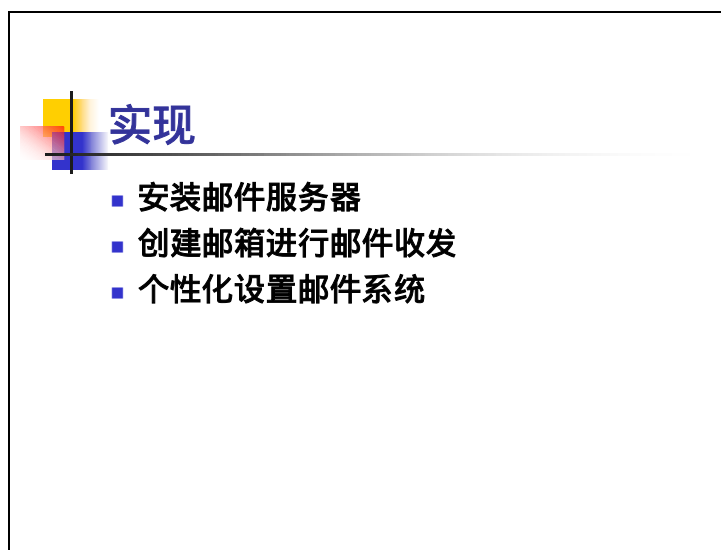 实现
安装邮件服务器
创建邮箱进行邮件收发
个性化设置邮件系统